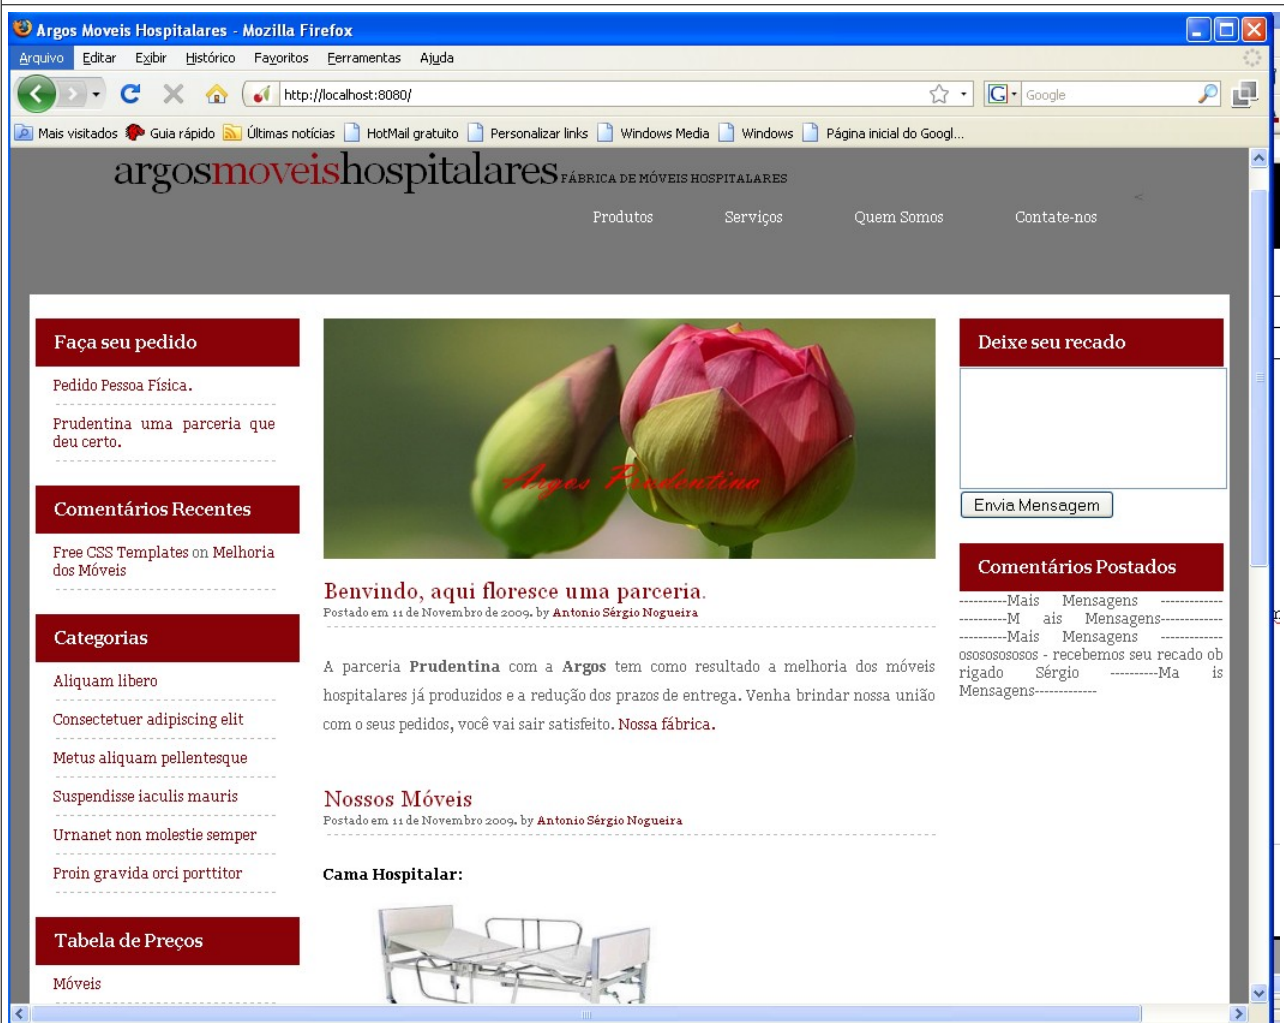 Argos Moveis Hospitalares - Mozilla Firefox
Arquivo Editar Exibir Histórico Favoritos Ferramentas Ajuda
http://localhost:8080/
G Google
Mais visitados Guia rápido Últimas notícias HotMail gratuito Personalizar links Windows Media Windows Página inicial do Googl...
argosmoveishospitalares FÁBRICA DE MÓVEIS HOSPITALARES
<
Produtos Serviços Quem Somos Contate-nos
Faça seu pedido
Pedido Pessoa Física.
Prudentina uma parceria que
deu certo.
Comentários Recentes
Free CSS Templates on Melhoria
dos Móveis
Categorias
Aliquam libero
Consectetuer adipiscing elit
Metus aliquam pellentesque
Suspendisse iaculis mauris
Urnanet non molestie semper
Proin gravida orci porttitor
Tabela de Preços
Móveis
Argos Prudentina
Benvindo, aqui floresce uma parceria.
Postado em 11 de Novembro de 2009. by Antonio Sérgio Nogueira
A parceria Prudentina com a Argos tem como resultado a melhoria dos móveis
hospitalares já produzidos e a redução dos prazos de entrega. Venha brindar nossa união
com o seus pedidos, você vai sair satisfeito. Nossa fábrica.
Nossos Móveis
Postado em 11 de Novembro 2009. by Antonio Sérgio Nogueira
Cama Hospitalar:
Deixe seu recado
Envia Mensagem
Comentários Postados
----------Mais Mensagens -------------
----------M ais Mensagens-------------
----------Mais Mensagens -------------
osososososos - recebemos seu recado ob
rigado Sérgio ----------Ma is
Mensagens-------------